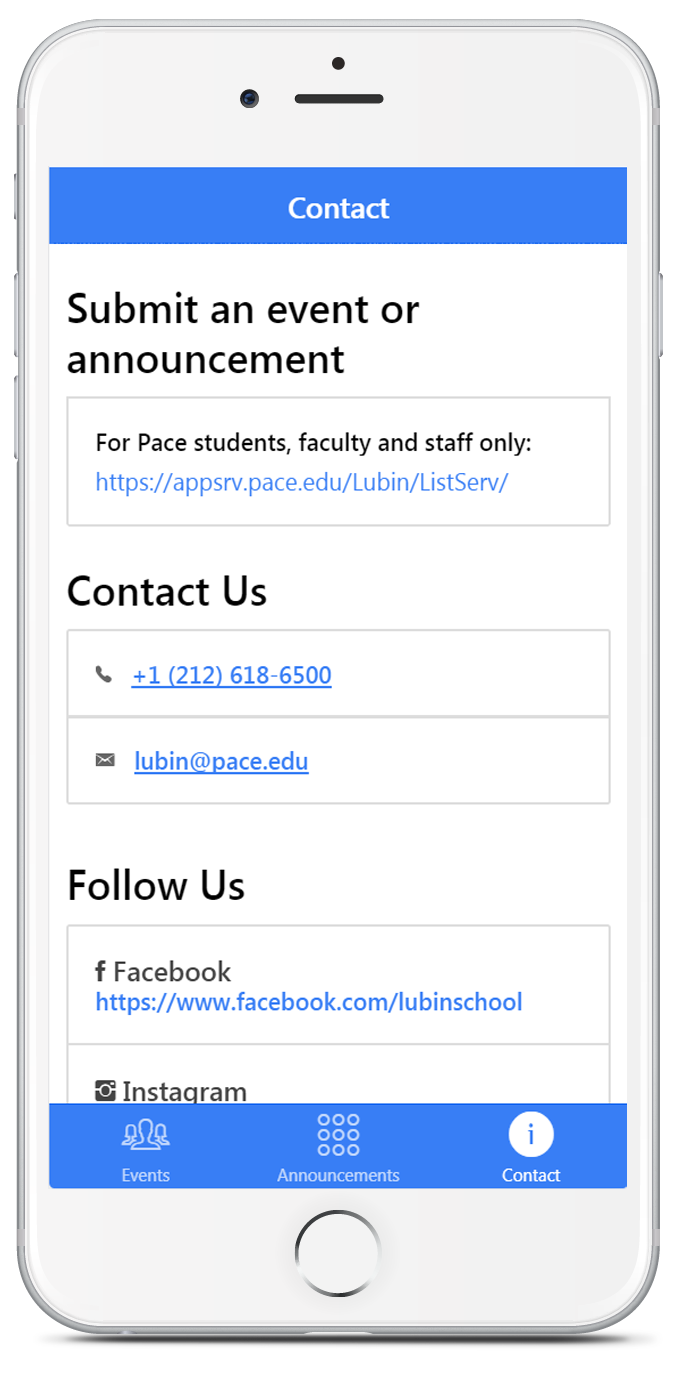 Contact
Submit an event or
announcement
For Pace students, faculty and staff only:
https://appsrv.pace.edu/Lubin/ListServ/
Contact Us
+1 (212) 618-6500
lubin@pace.edu
Follow Us
Facebook
https://www.facebook.com/lubinschool
Instagram
Events
Announcements
Contact